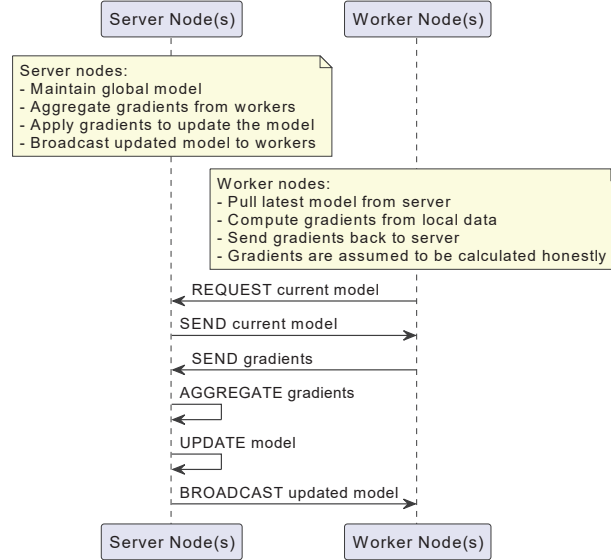 Server Node(s)
Worker Node(s)
Server nodes:
- Maintain global model
- Aggregate gradients from workers
- Apply gradients to update the model
- Broadcast updated model to workers
Worker nodes:
- Pull latest model from server
- Compute gradients from local data
- Send gradients back to server
- Gradients are assumed to be calculated honestly
REQUEST current model
SEND current model
SEND gradients
AGGREGATE gradients
UPDATE model
BROADCAST updated model
Server Node(s)
Worker Node(s)